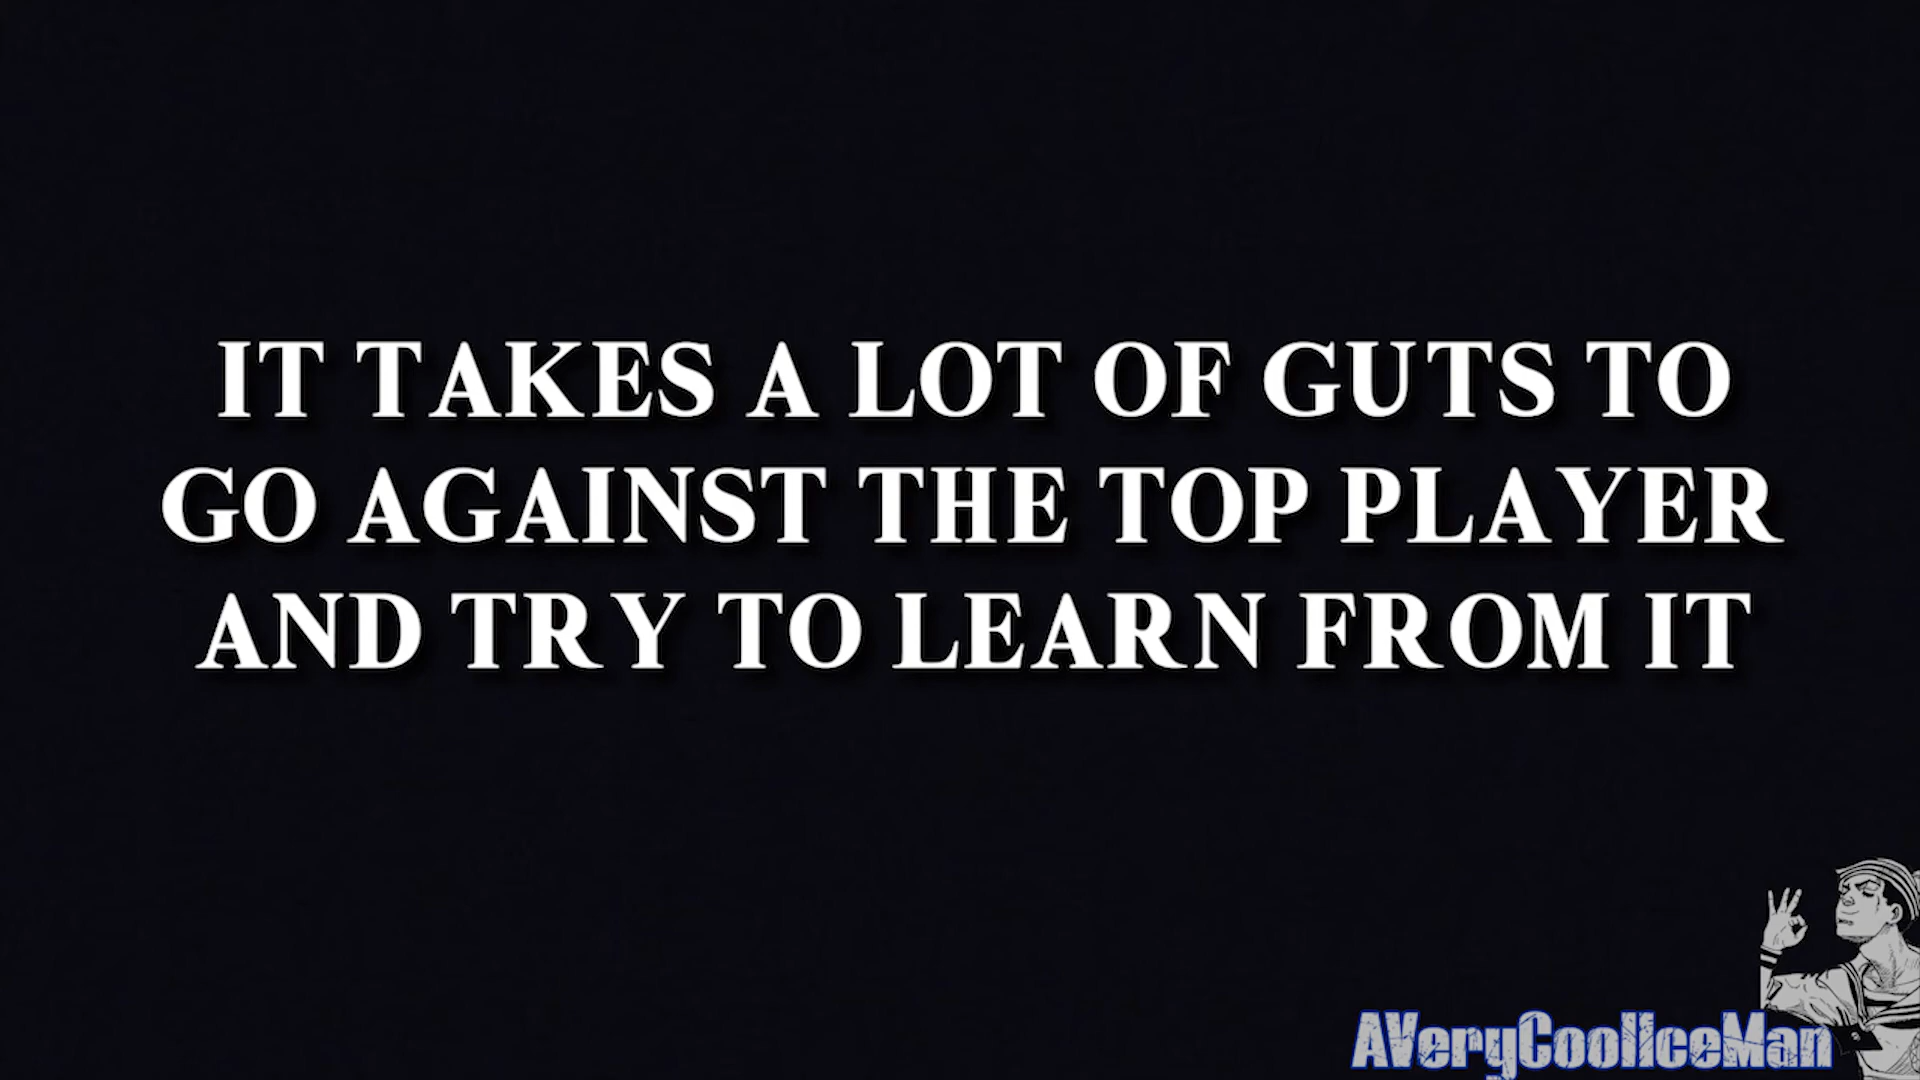 IT TAKES A LOT OF GUTS TO
GO AGAINST THE TOP PLAYER
AND TRY TO LEARN FROM IT
AVeryCoolIceMan